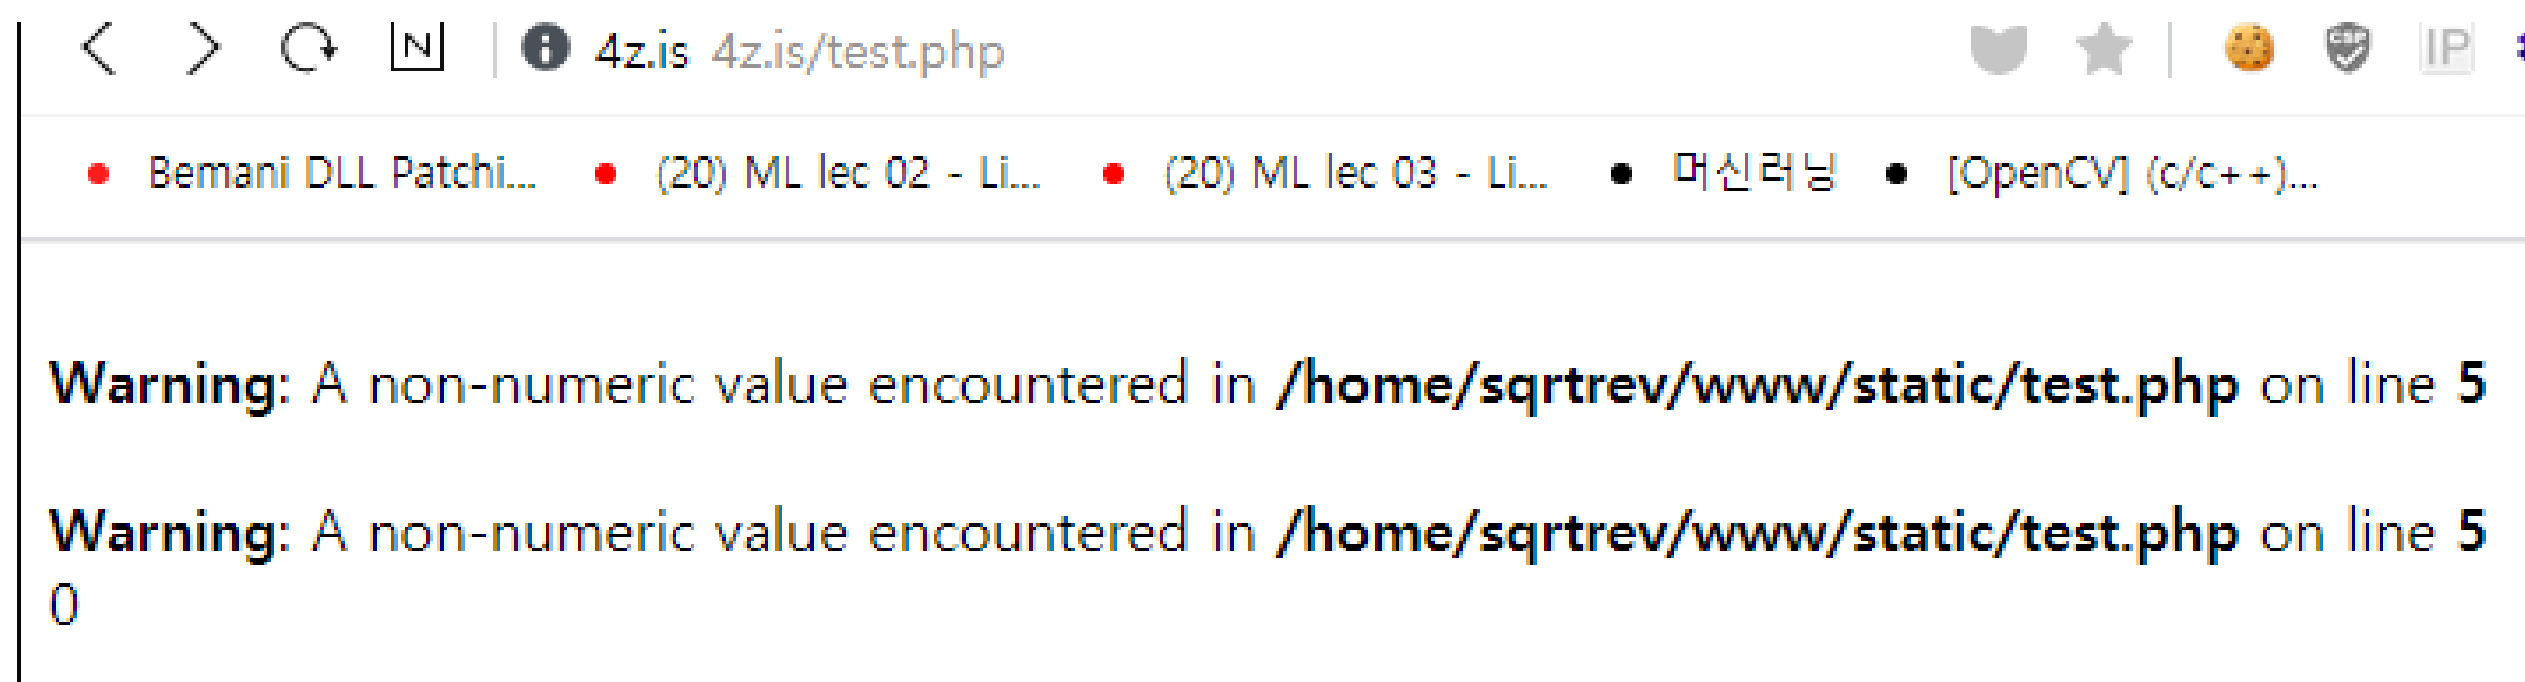 N 4z.is 4z.is/test.php IP
Bemani DLL Patchi... (20) ML lec 02 - Li... (20) ML lec 03 - Li... 머신러닝 [OpenCV] (c/c++)...
Warning: A non-numeric value encountered in /home/sqrtrev/www/static/test.php on line 5
Warning: A non-numeric value encountered in /home/sqrtrev/www/static/test.php on line 5
0